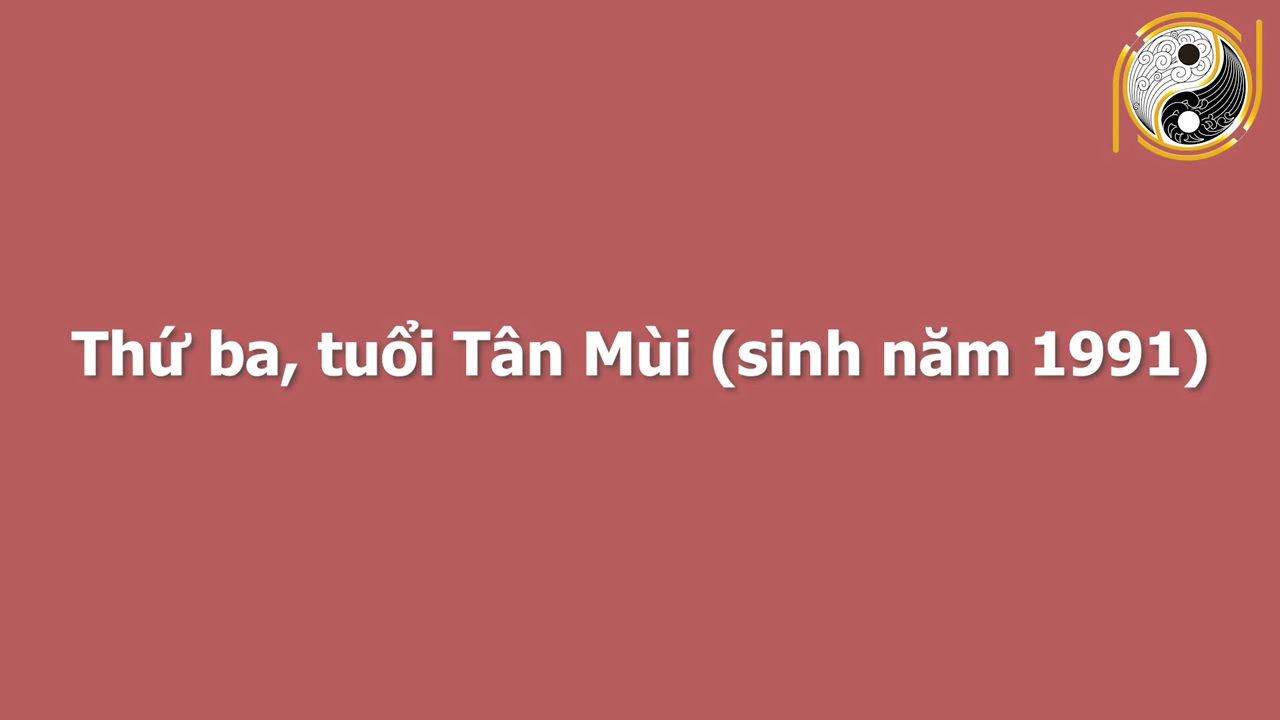 Thứ ba, tuổi Tân Mùi (sinh năm 1991)